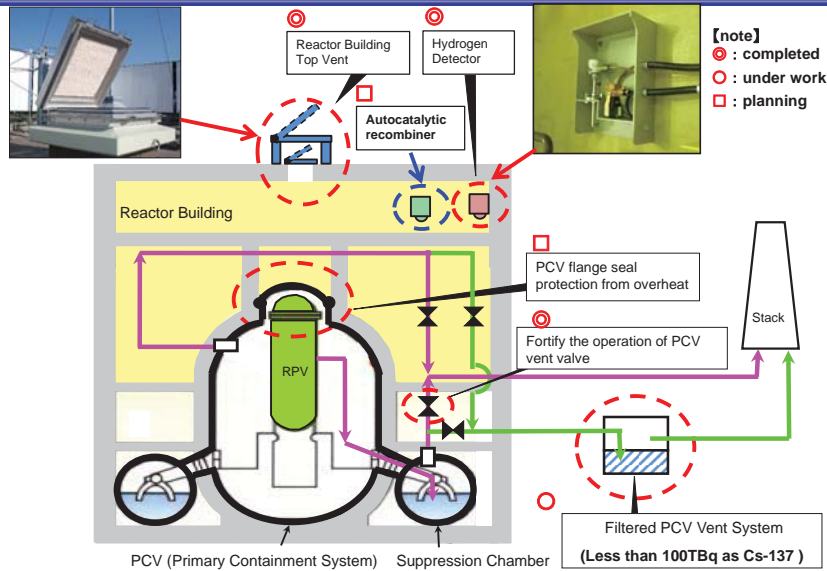 Reactor Building
Top Vent
Hydrogen
Detector
【note】
◎ : completed
○ : under work
□ : planning
Autocatalytic
recombiner
Reactor Building
PCV flange seal
protection from overheat
Stack
Fortify the operation of PCV
vent valve
RPV
Filtered PCV Vent System
(Less than 100TBq as Cs-137 )
PCV (Primary Containment System)
Suppression Chamber